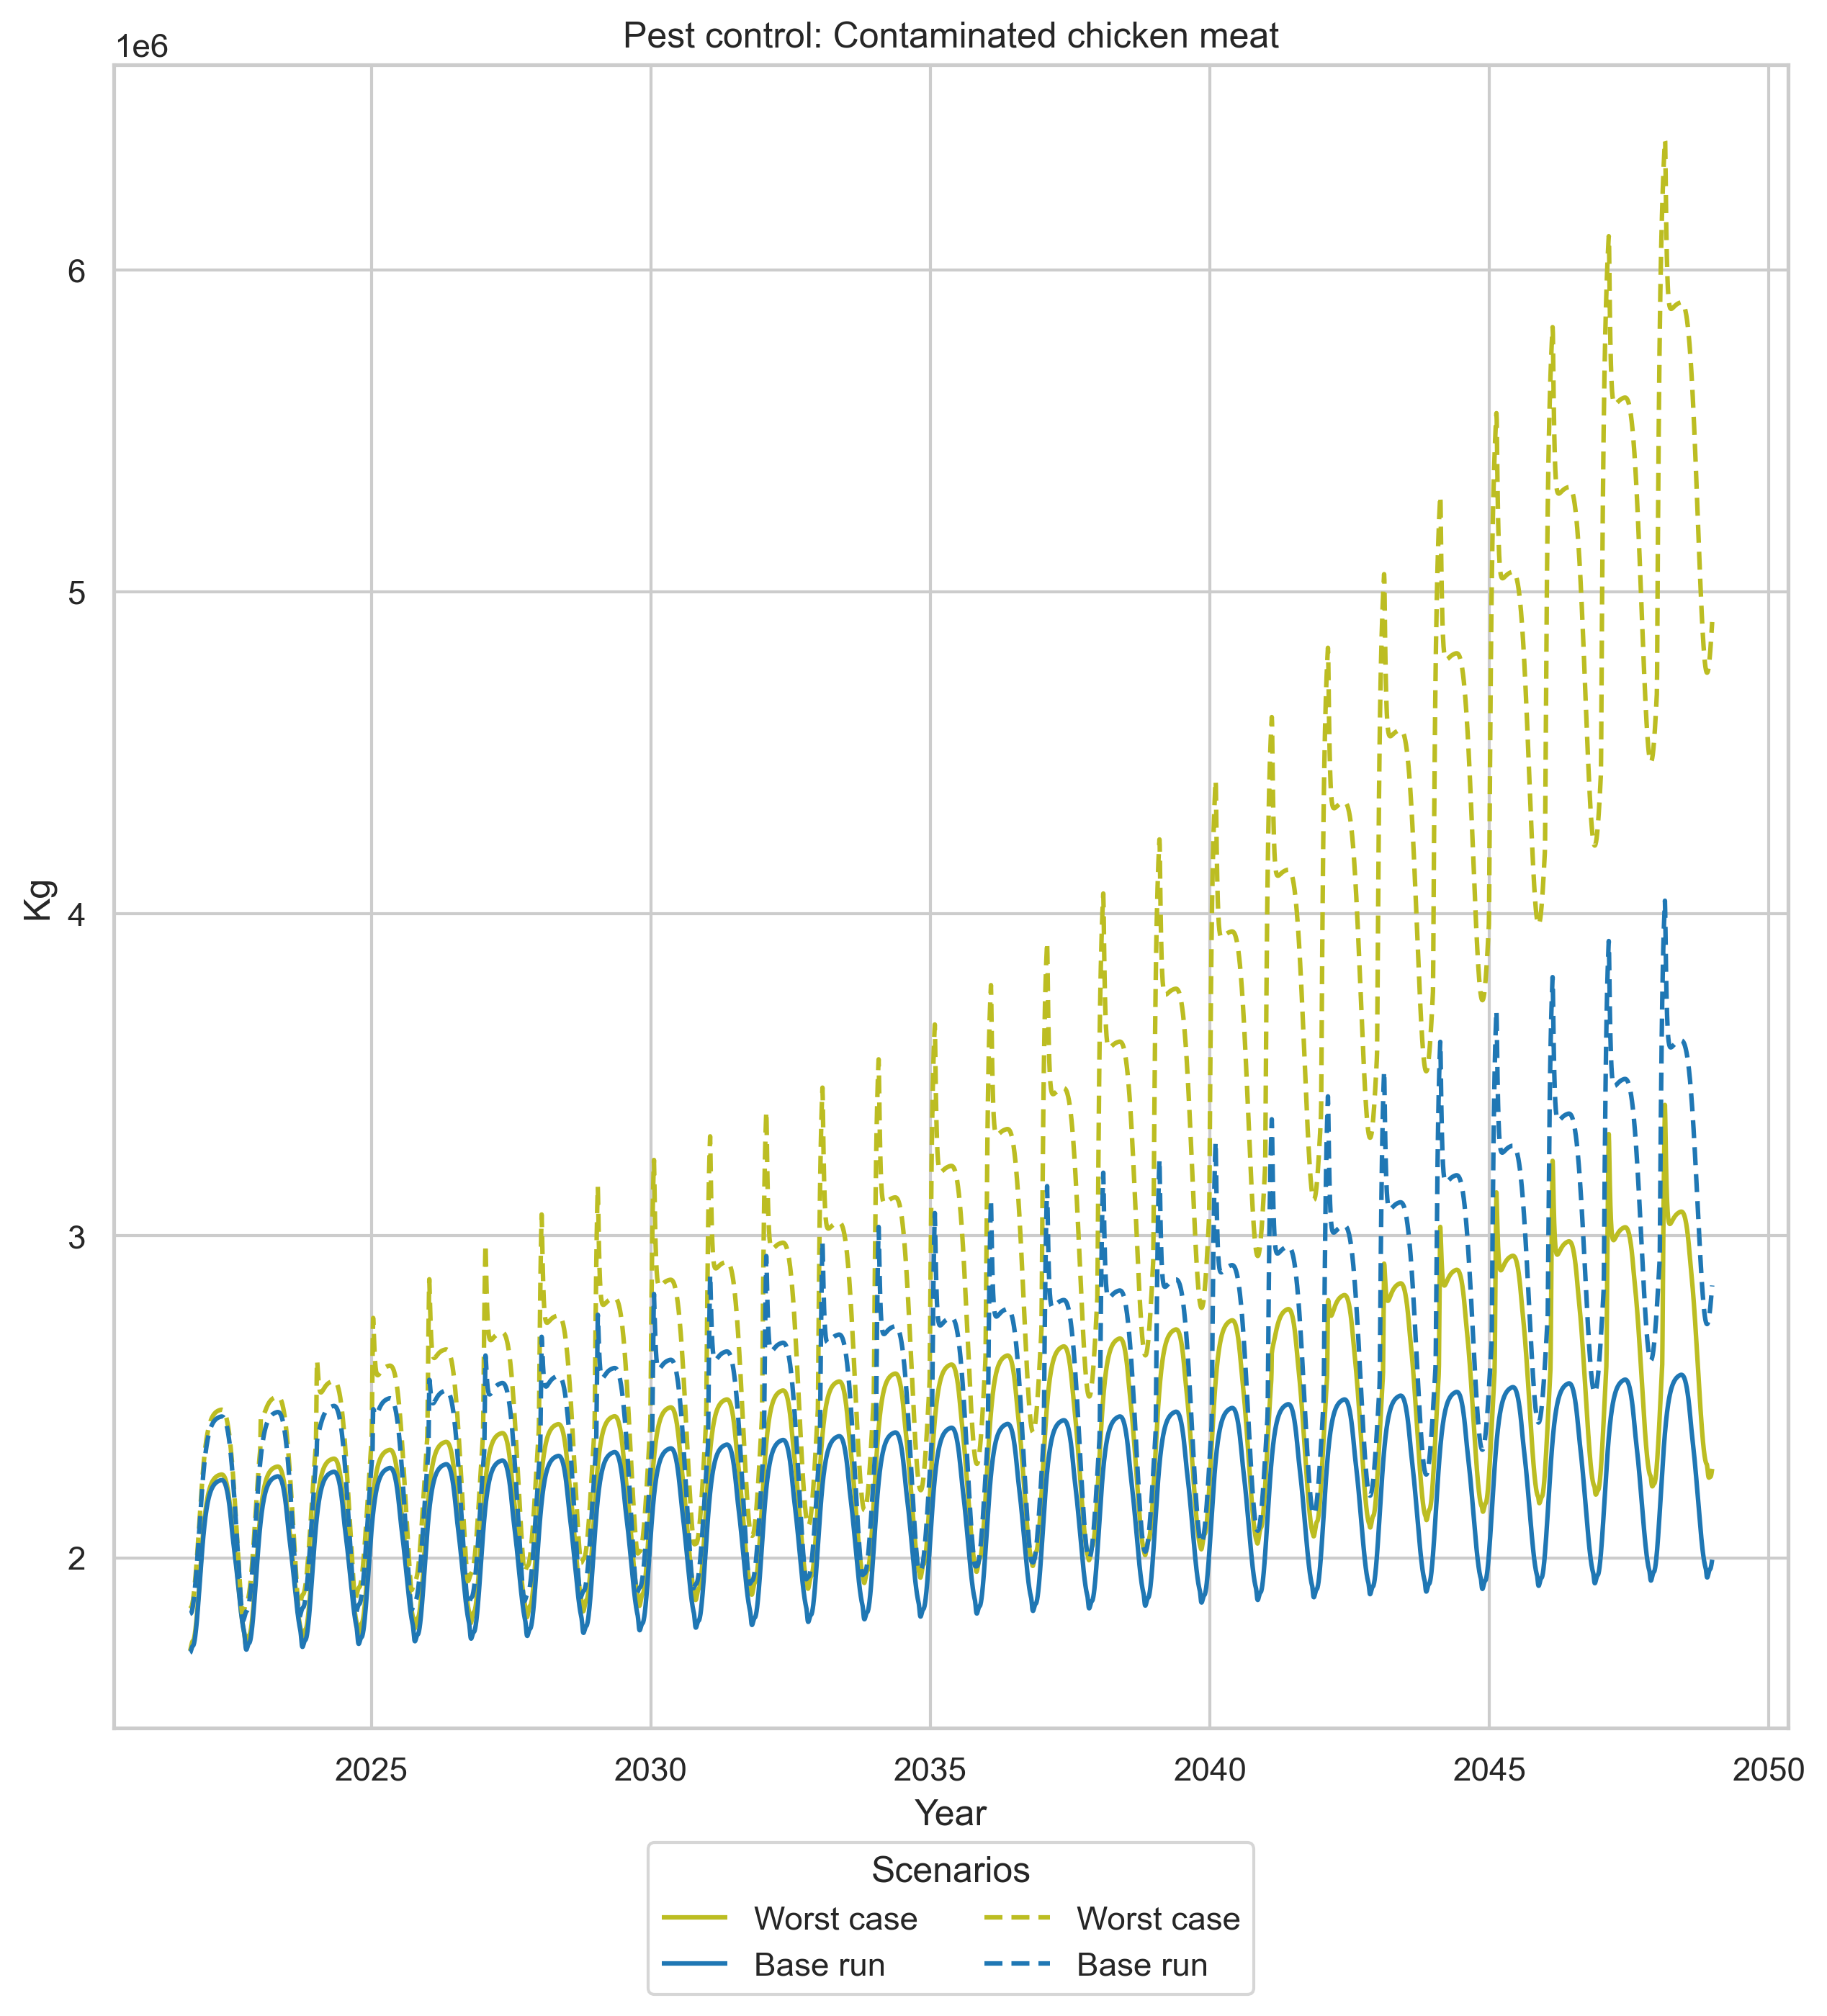 Pest control: Contaminated chicken meat
1e6
6
5
4
3
2
Kg
2025 2030 2035 2040 2045 2050
Year
Scenarios
Worst case Worst case
Base run Base run